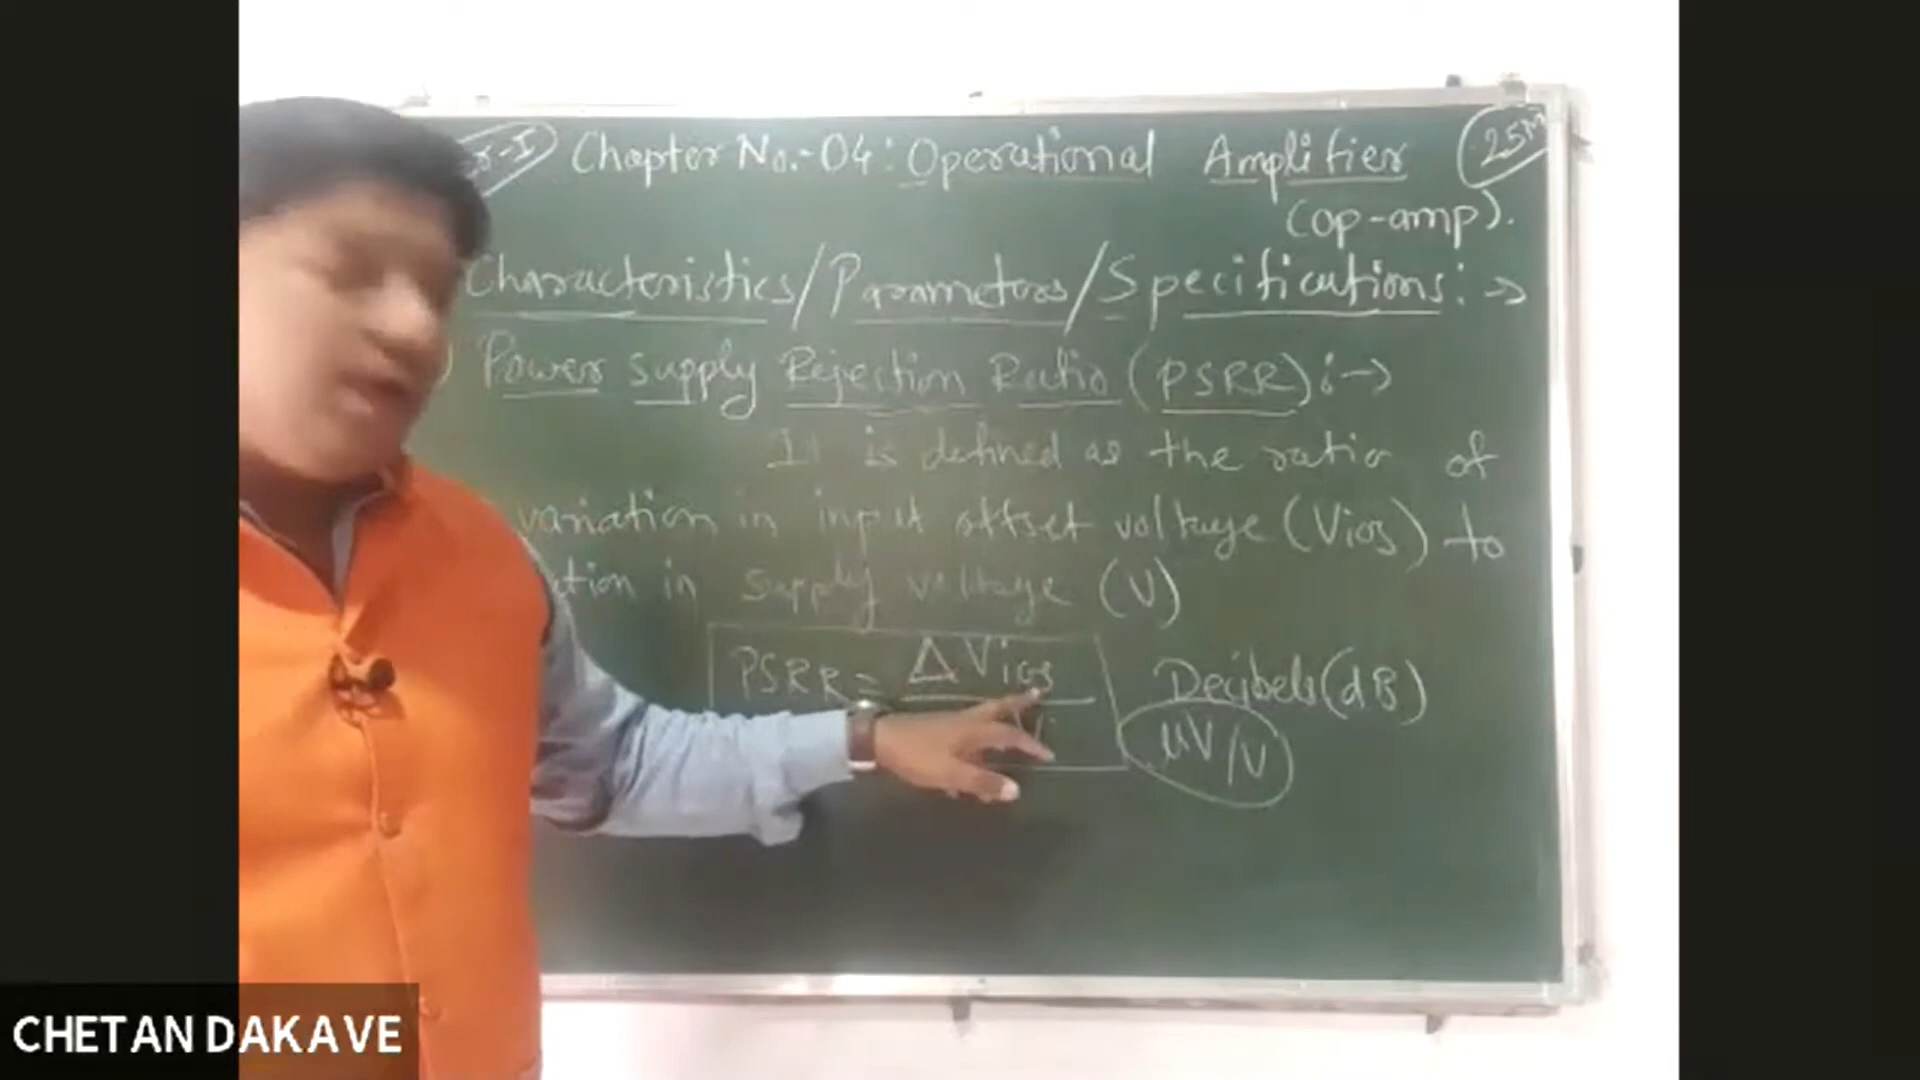 r-I Chapter No.-04: Operational Amplifier 25M
(op-amp).
Characteristics/Parameters/Specifications:→
) Power supply Rejection Ratio (PSRR):→
It is defined as the ratio of
variation in input offset voltage (Vios) to
ation in supply voltage (V)
PSRR = ΔVios Decibels (dB)
V μV/V
CHETAN DAKAVE